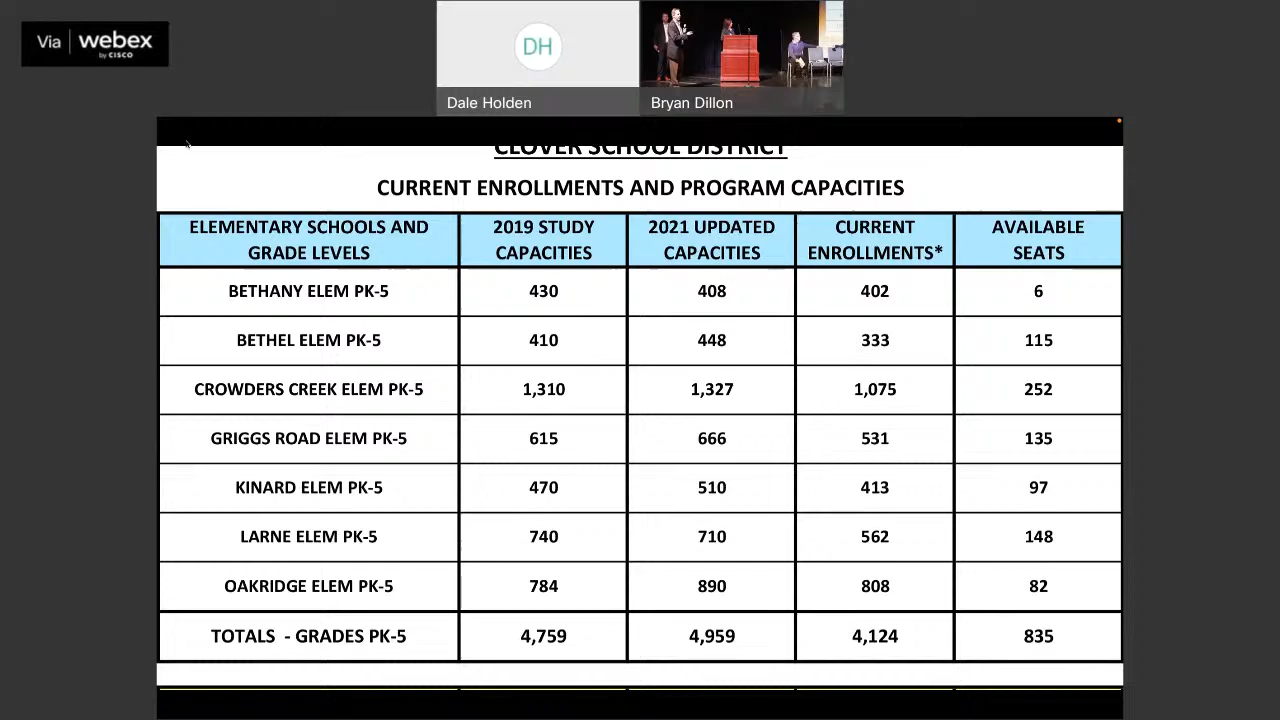 Via webex
by CISCO
DH
Dale Holden
Bryan Dillon
CLOVER SCHOOL DISTRICT
CURRENT ENROLLMENTS AND PROGRAM CAPACITIES
ELEMENTARY SCHOOLS AND GRADE LEVELS 2019 STUDY CAPACITIES 2021 UPDATED CAPACITIES CURRENT ENROLLMENTS* AVAILABLE SEATS
BETHANY ELEM PK-5 430 408 402 6
BETHEL ELEM PK-5 410 448 333 115
CROWDERS CREEK ELEM PK-5 1,310 1,327 1,075 252
GRIGGS ROAD ELEM PK-5 615 666 531 135
KINARD ELEM PK-5 470 510 413 97
LARNE ELEM PK-5 740 710 562 148
OAKRIDGE ELEM PK-5 784 890 808 82
TOTALS - GRADES PK-5 4,759 4,959 4,124 835